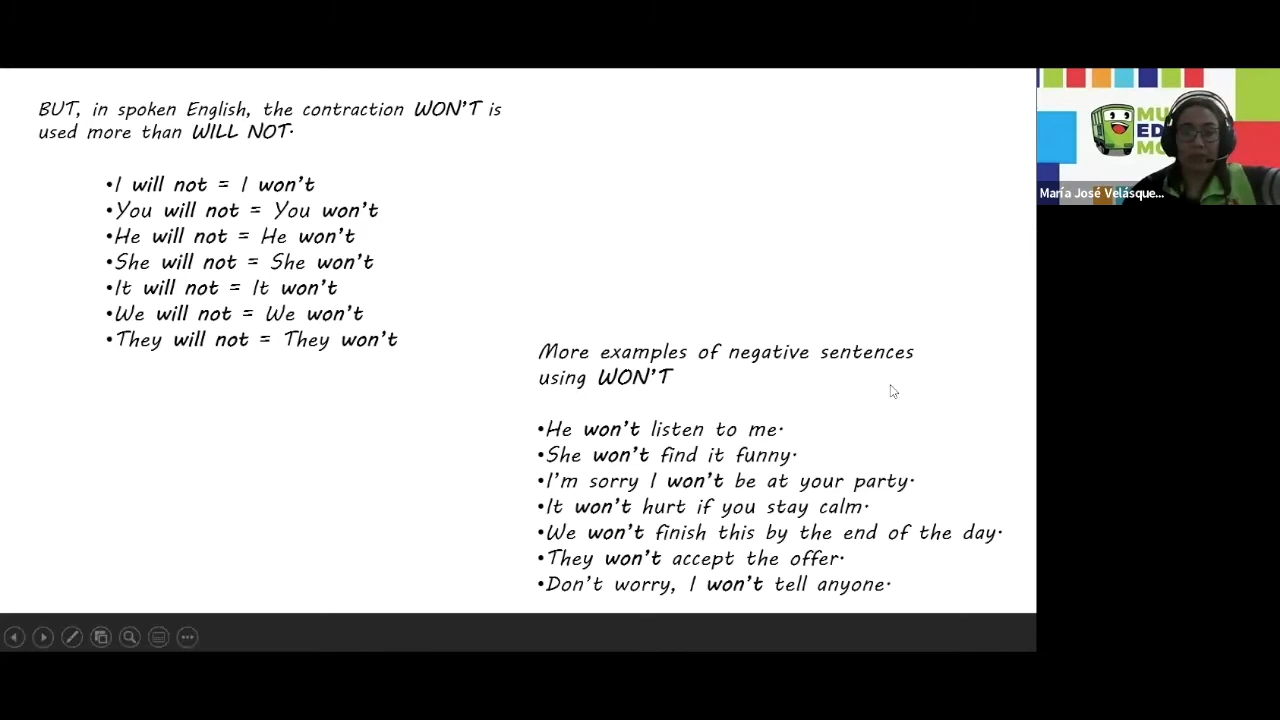 BUT, in spoken English, the contraction WON'T is
used more than WILL NOT.
•I will not = I won't
•You will not = You won't
•He will not = He won't
•She will not = She won't
•It will not = It won't
•We will not = We won't
•They will not = They won't
More examples of negative sentences
using WON'T
•He won't listen to me.
•She won't find it funny.
•I'm sorry I won't be at your party.
•It won't hurt if you stay calm.
•We won't finish this by the end of the day.
•They won't accept the offer.
•Don't worry, I won't tell anyone.
MU
ED
MO
María José Velásque...